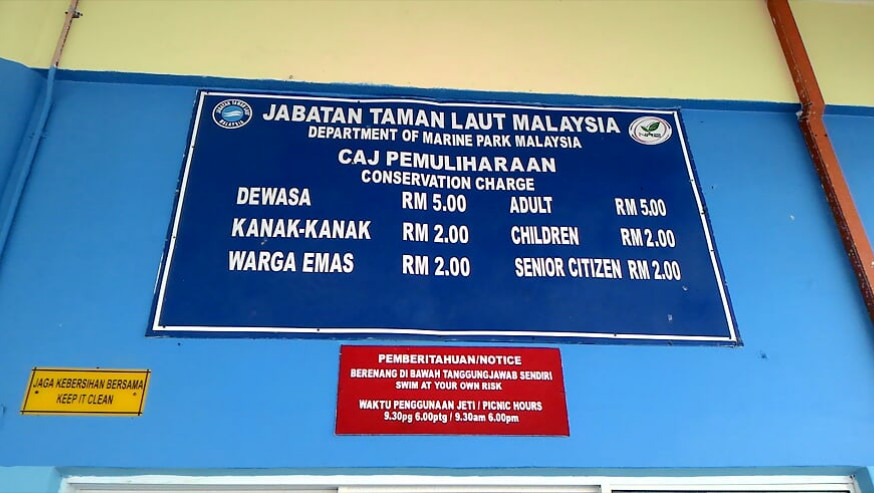 JABATAN TAMAN LAUT MALAYSIA
DEPARTMENT OF MARINE PARK MALAYSIA
CAJ PEMULIHARAAN
CONSERVATION CHARGE
DEWASA RM 5.00 ADULT RM 5.00
KANAK-KANAK RM 2.00 CHILDREN RM 2.00
WARGA EMAS RM 2.00 SENIOR CITIZEN RM 2.00
PEMBERITAHUAN/NOTICE
BERENANG DI BAWAH TANGGUNGJAWAB SENDIRI
SWIM AT YOUR OWN RISK
WAKTU PENGGUNAAN JETI / PICNIC HOURS
9.30pg 6.00ptg / 9.30am 6.00pm
JAGA KEBERSIHAN BERSAMA
KEEP IT CLEAN